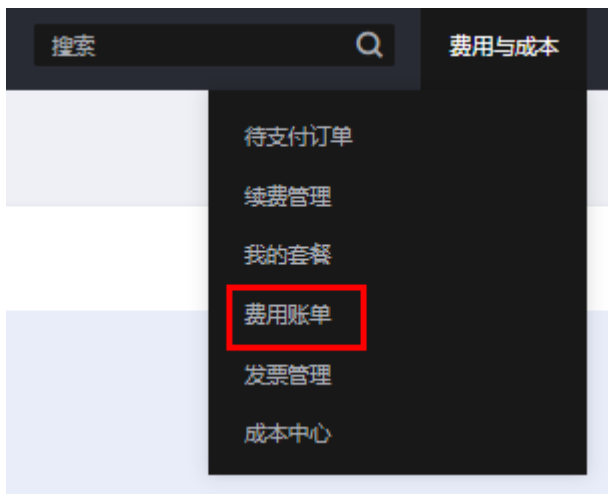 搜索
费用与成本
待支付订单
续费管理
我的套餐
费用账单
发票管理
成本中心